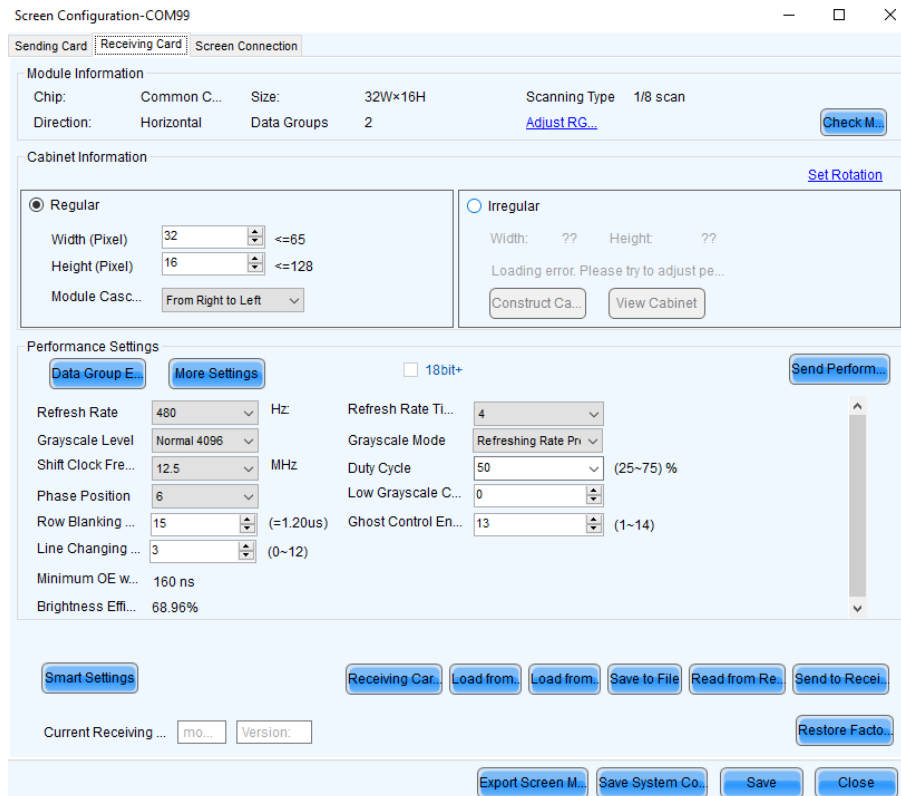 Screen Configuration-COM99
Sending Card Receiving Card Screen Connection
Module Information
Chip: Common C... Size: 32W×16H Scanning Type 1/8 scan
Direction: Horizontal Data Groups 2 Adjust RG... Check M...
Cabinet Information
Set Rotation
Regular Irregular
Width (Pixel) 32 <=65 Width: ?? Height: ??
Height (Pixel) 16 <=128 Loading error. Please try to adjust pe...
Module Casc... From Right to Left Construct Ca... View Cabinet
Performance Settings
Data Group E... More Settings 18bit+ Send Perform...
Refresh Rate 480 Hz: Refresh Rate Ti... 4
Grayscale Level Normal 4096 Grayscale Mode Refreshing Rate Pri
Shift Clock Fre... 12.5 MHz Duty Cycle 50 (25~75) %
Phase Position 6 Low Grayscale C... 0
Row Blanking ... 15 (=1.20us) Ghost Control En... 13 (1~14)
Line Changing ... 3 (0~12)
Minimum OE w... 160 ns
Brightness Effi... 68.96%
Smart Settings Receiving Car... Load from... Load from... Save to File Read from Re... Send to Recei...
Current Receiving ... mo... Version: Restore Facto...
Export Screen M... Save System Co... Save Close